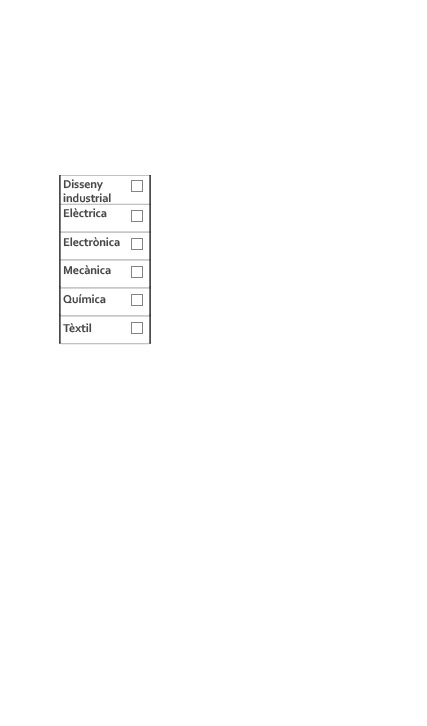 Disseny
industrial
Elèctrica
Electrònica
Mecànica
Química
Tèxtil